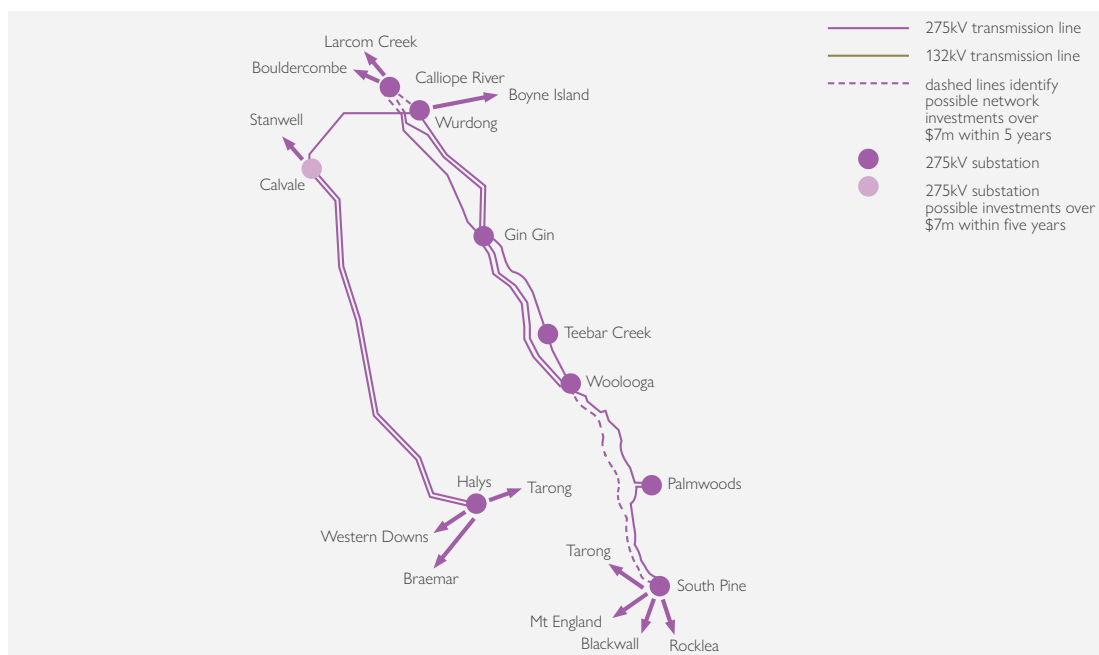 Larcom Creek
Bouldercombe
Calliope River
Boyne Island
Wurdong
Stanwell
Calvale
Gin Gin
Teebar Creek
Woolooga
Halys
Tarong
Palmwoods
Western Downs
Braemar
Tarong
South Pine
Mt England
Blackwall
Rocklea
275kV transmission line
132kV transmission line
dashed lines identify
possible network
investments over
$7m within 5 years
275kV substation
275kV substation
possible investments over
$7m within five years